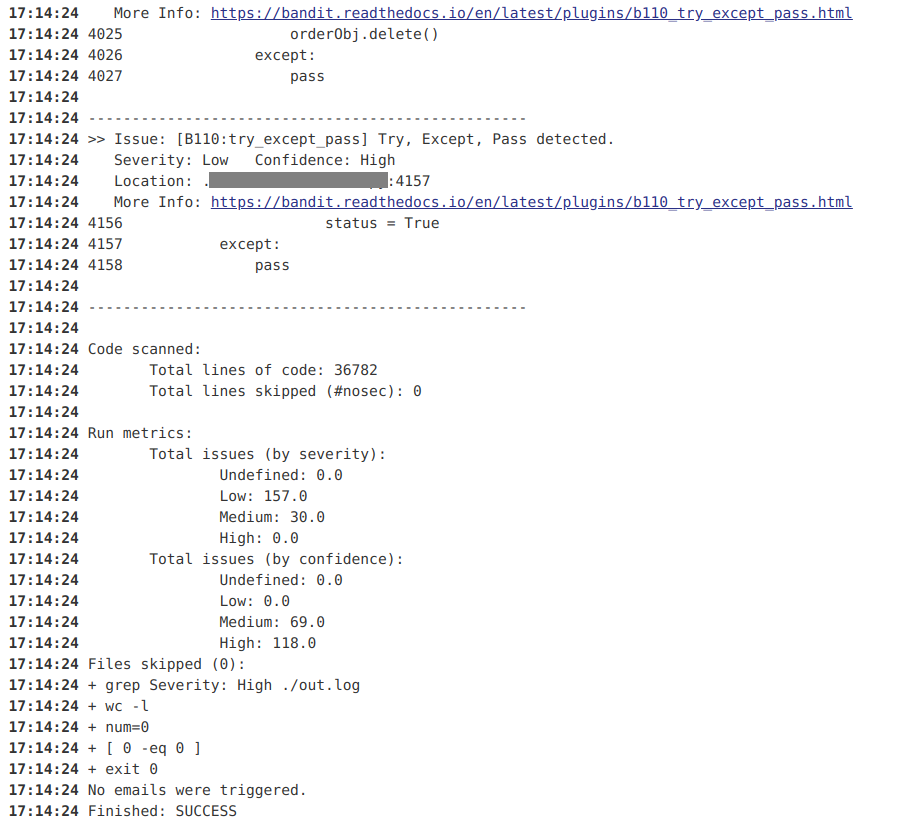 17:14:24    More Info: https://bandit.readthedocs.io/en/latest/plugins/b110_try_except_pass.html
17:14:24 4025                   orderObj.delete()
17:14:24 4026               except:
17:14:24 4027                   pass
17:14:24
17:14:24 --------------------------------------------------
17:14:24 >> Issue: [B110:try_except_pass] Try, Except, Pass detected.
17:14:24    Severity: Low   Confidence: High
17:14:24    Location: . :4157
17:14:24    More Info: https://bandit.readthedocs.io/en/latest/plugins/b110_try_except_pass.html
17:14:24 4156                       status = True
17:14:24 4157           except:
17:14:24 4158               pass
17:14:24
17:14:24 --------------------------------------------------
17:14:24
17:14:24 Code scanned:
17:14:24        Total lines of code: 36782
17:14:24        Total lines skipped (#nosec): 0
17:14:24
17:14:24 Run metrics:
17:14:24        Total issues (by severity):
17:14:24                Undefined: 0.0
17:14:24                Low: 157.0
17:14:24                Medium: 30.0
17:14:24                High: 0.0
17:14:24        Total issues (by confidence):
17:14:24                Undefined: 0.0
17:14:24                Low: 0.0
17:14:24                Medium: 69.0
17:14:24                High: 118.0
17:14:24 Files skipped (0):
17:14:24 + grep Severity: High ./out.log
17:14:24 + wc -l
17:14:24 + num=0
17:14:24 + [ 0 -eq 0 ]
17:14:24 + exit 0
17:14:24 No emails were triggered.
17:14:24 Finished: SUCCESS